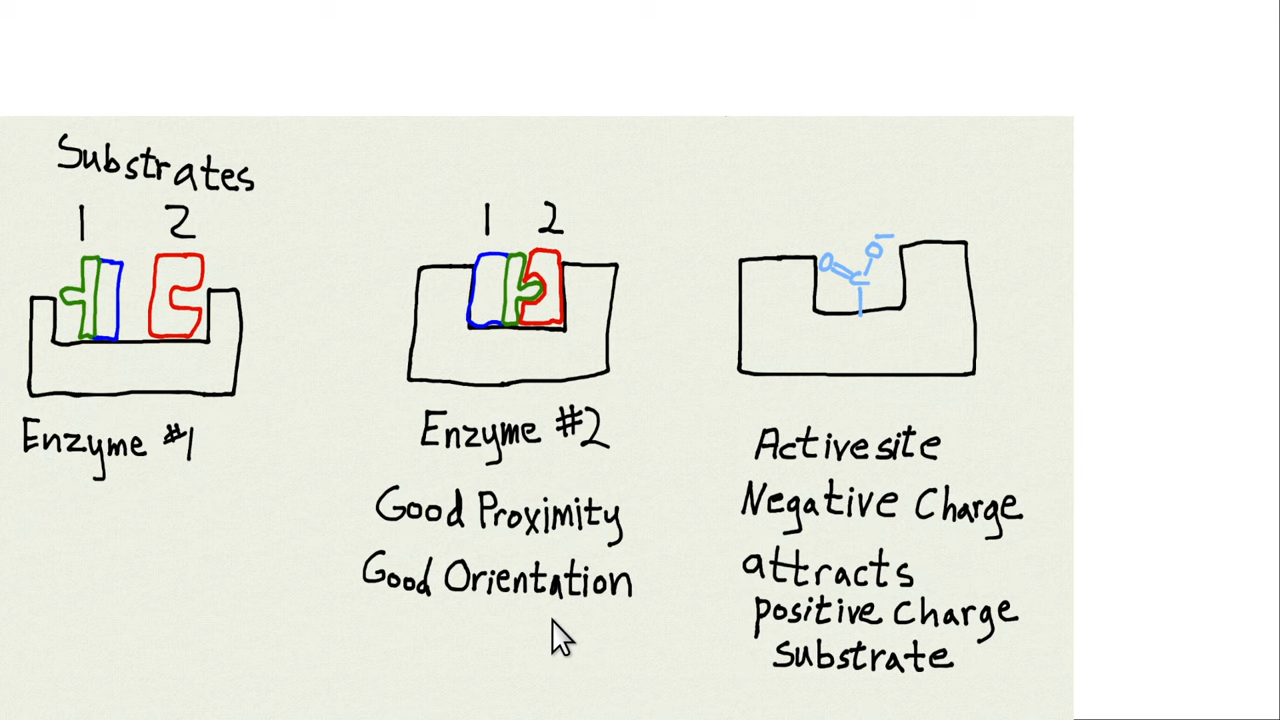 Substrates
1 2
Enzyme #1
1 2
Enzyme #2
Good Proximity
Good Orientation
O C O⁻
Active site
Negative Charge
attracts
positive Charge
Substrate